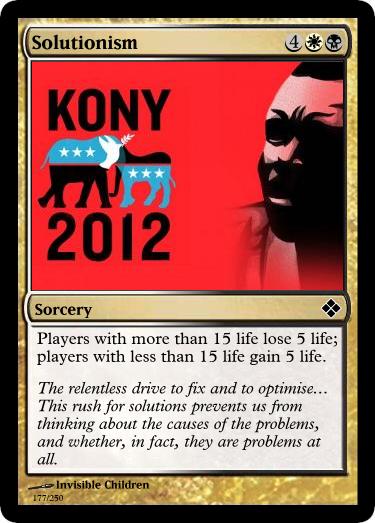 Solutionism 4
KONY
2012
Sorcery
Players with more than 15 life lose 5 life;
players with less than 15 life gain 5 life.
The relentless drive to fix and to optimise...
This rush for solutions prevents us from
thinking about the causes of the problems,
and whether, in fact, they are problems at
all.
Invisible Children
177/250